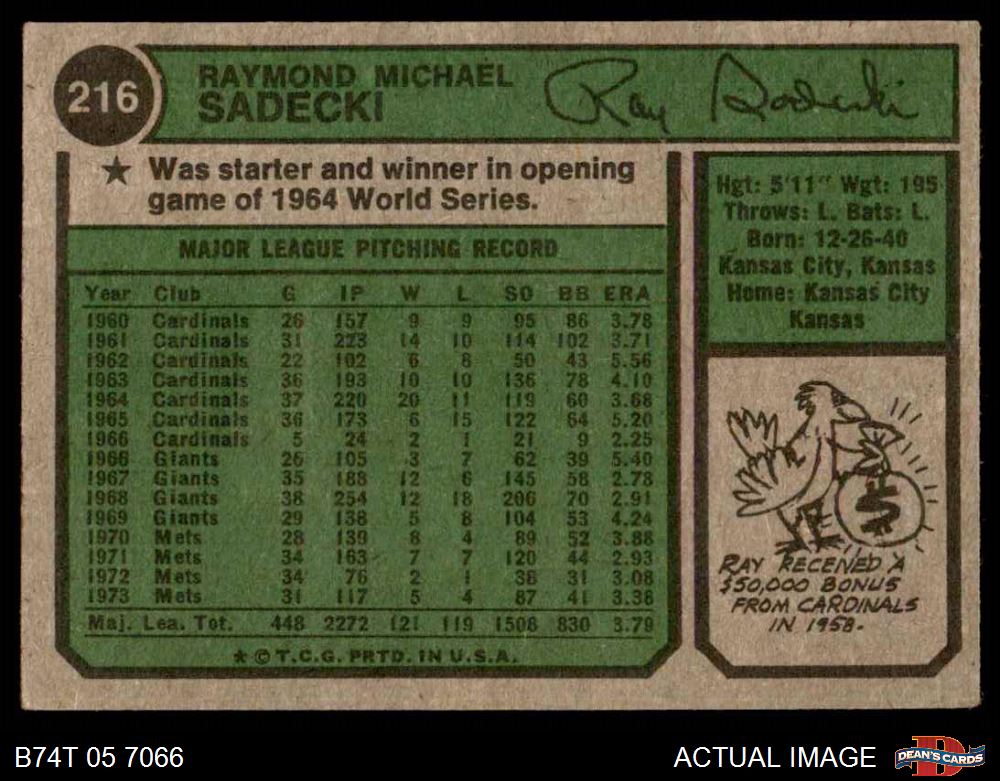 216
RAYMOND MICHAEL
SADECKI
Ray Sadecki
★ Was starter and winner in opening
game of 1964 World Series.
MAJOR LEAGUE PITCHING RECORD
Year Club G IP W L SO BB ERA
1960 Cardinals 26 157 9 9 95 86 3.78
1961 Cardinals 31 223 14 10 114 102 3.71
1962 Cardinals 22 102 6 8 50 43 5.56
1963 Cardinals 36 193 10 10 136 78 4.10
1964 Cardinals 37 220 20 11 119 60 3.68
1965 Cardinals 36 173 6 15 122 64 5.20
1966 Cardinals 5 24 2 1 21 9 2.25
1966 Giants 26 105 3 7 62 39 5.40
1967 Giants 35 188 12 6 145 58 2.78
1968 Giants 38 254 12 18 206 70 2.91
1969 Giants 29 138 5 8 104 53 4.24
1970 Mets 28 139 8 4 89 52 3.88
1971 Mets 34 163 7 7 120 44 2.93
1972 Mets 34 76 2 1 38 31 3.08
1973 Mets 31 117 5 4 87 41 3.38
Maj. Lea. Tot. 448 2272 121 119 1508 830 3.79
★ © T.C.G. PRTD. IN U.S.A.
Hgt: 5'11" Wgt: 195
Throws: L. Bats: L.
Born: 12-26-40
Kansas City, Kansas
Home: Kansas City
Kansas
$
RAY RECEIVED A
$50,000 BONUS
FROM CARDINALS
IN 1958.
B74T 05 7066
ACTUAL IMAGE
D
DEAN'S CARDS